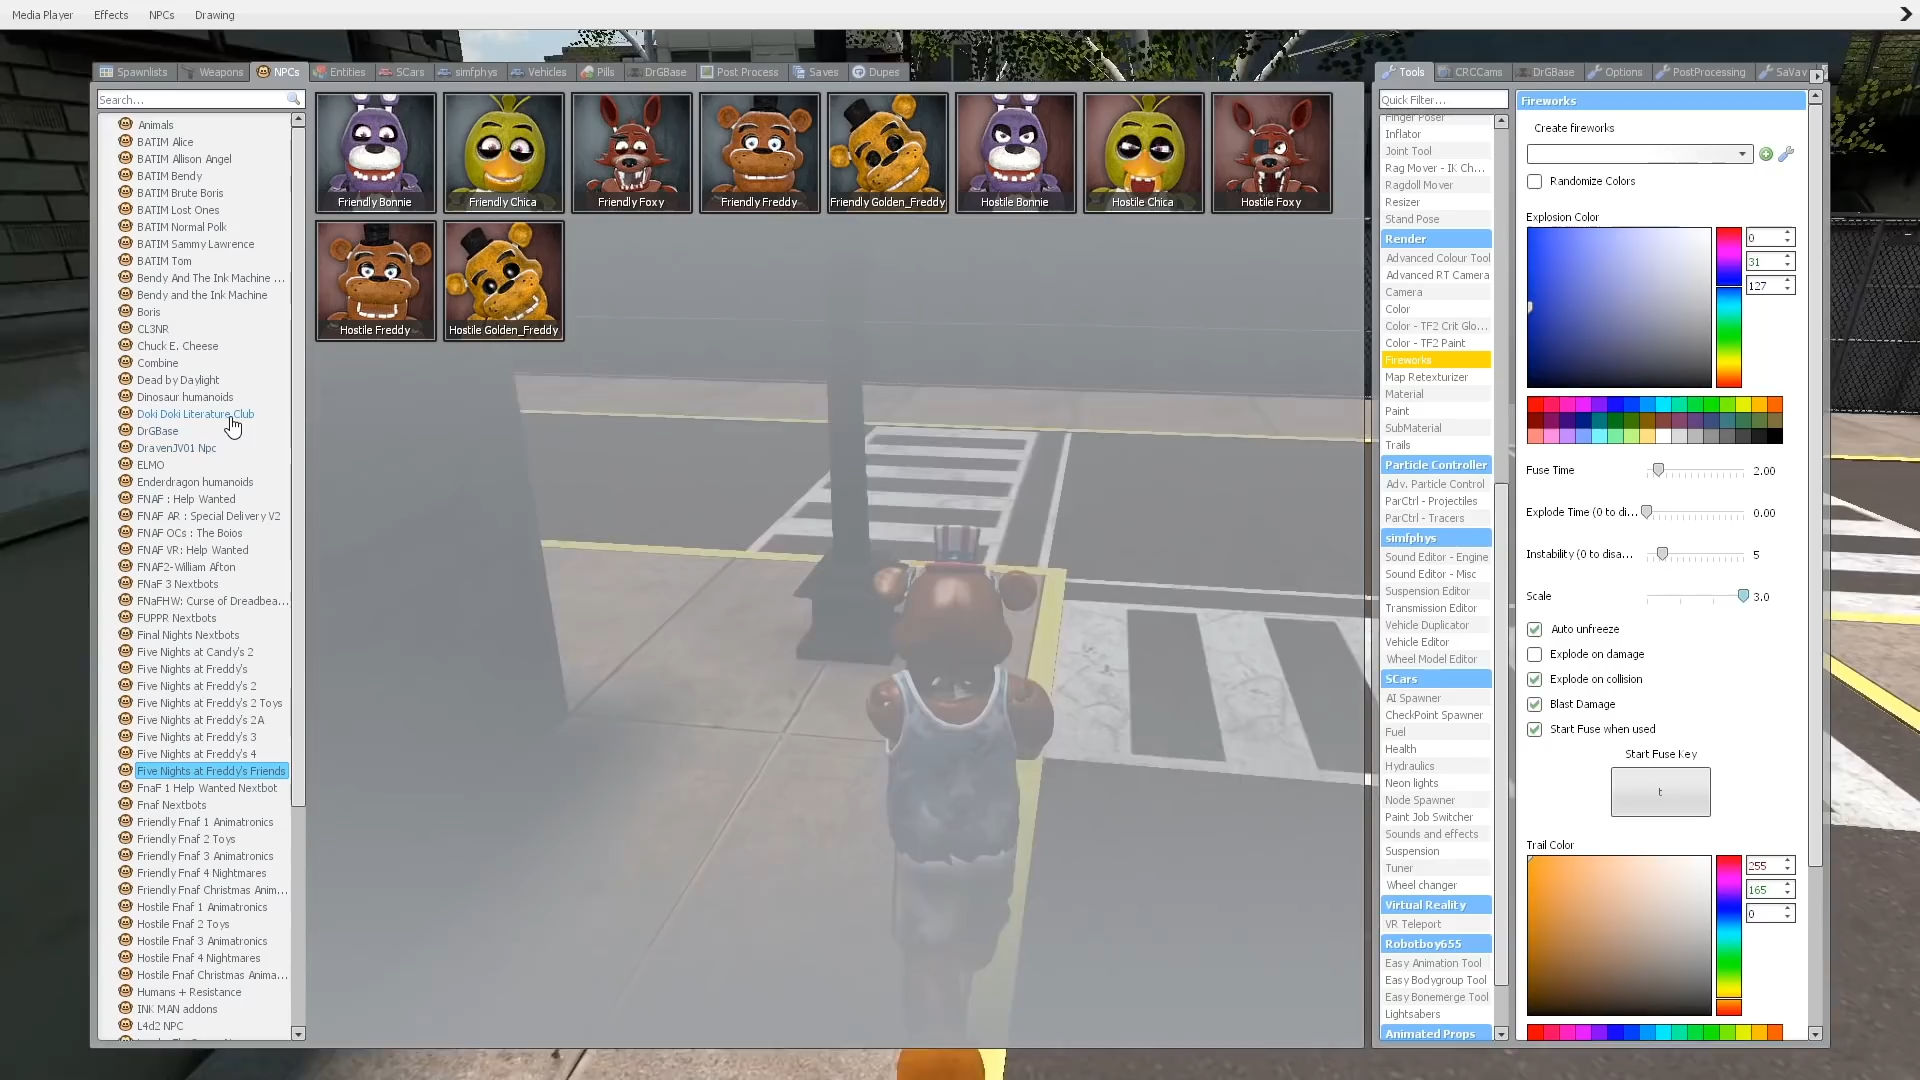 Media Player
Effects
NPCs
Drawing
Spawnlists
Weapons
NPCs
Entities
SCars
simfphys
Vehicles
Pills
DrGBase
Post Process
Saves
Dupes
Search...
Animals
BATIM Alice
BATIM Allison Angel
BATIM Bendy
BATIM Brute Boris
BATIM Lost Ones
BATIM Normal Polk
BATIM Sammy Lawrence
BATIM Tom
Bendy And The Ink Machine ...
Bendy and the Ink Machine
Boris
CL3NR
Chuck E. Cheese
Combine
Dead by Daylight
Dinosaur humanoids
Doki Doki Literature Club
DrGBase
DravenJV01 Npc
ELMO
Enderdragon humanoids
FNAF : Help Wanted
FNAF AR : Special Delivery V2
FNAF OCs : The Boios
FNAF VR: Help Wanted
FNAF2-William Afton
FNaF 3 Nextbots
FNaFHW: Curse of Dreadbea...
FUPPR Nextbots
Final Nights Nextbots
Five Nights at Candy's 2
Five Nights at Freddy's
Five Nights at Freddy's 2
Five Nights at Freddy's 2 Toys
Five Nights at Freddy's 2A
Five Nights at Freddy's 3
Five Nights at Freddy's 4
Five Nights at Freddy's Friends
FnaF 1 Help Wanted Nextbot
Fnaf Nextbots
Friendly Fnaf 1 Animatronics
Friendly Fnaf 2 Toys
Friendly Fnaf 3 Animatronics
Friendly Fnaf 4 Nightmares
Friendly Fnaf Christmas Anim...
Hostile Fnaf 1 Animatronics
Hostile Fnaf 2 Toys
Hostile Fnaf 3 Animatronics
Hostile Fnaf 4 Nightmares
Hostile Fnaf Christmas Anima...
Humans + Resistance
INK MAN addons
L4d2 NPC
Friendly Bonnie
Friendly Chica
Friendly Foxy
Friendly Freddy
Friendly Golden_Freddy
Hostile Bonnie
Hostile Chica
Hostile Foxy
Hostile Freddy
Hostile Golden_Freddy
Tools
CRCCams
DrGBase
Options
PostProcessing
SaVav
Quick Filter...
Finger Poser
Inflator
Joint Tool
Rag Mover - IK Ch...
Ragdoll Mover
Resizer
Stand Pose
Render
Advanced Colour Tool
Advanced RT Camera
Camera
Color
Color - TF2 Crit Glo...
Color - TF2 Paint
Fireworks
Map Retexturizer
Material
Paint
SubMaterial
Trails
Particle Controller
Adv. Particle Control
ParCtrl - Projectiles
ParCtrl - Tracers
simfphys
Sound Editor - Engine
Sound Editor - Misc
Suspension Editor
Transmission Editor
Vehicle Duplicator
Vehicle Editor
Wheel Model Editor
SCars
AI Spawner
CheckPoint Spawner
Fuel
Health
Hydraulics
Neon lights
Node Spawner
Paint Job Switcher
Sounds and effects
Suspension
Tuner
Wheel changer
Virtual Reality
VR Teleport
Robotboy655
Easy Animation Tool
Easy Bodygroup Tool
Easy Bonemerge Tool
Lightsabers
Animated Props
Fireworks
Create fireworks
Randomize Colors
Explosion Color
0
31
127
Fuse Time 2.00
Explode Time (0 to di... 0.00
Instability (0 to disa... 5
Scale 3.0
Auto unfreeze
Explode on damage
Explode on collision
Blast Damage
Start Fuse when used
Start Fuse Key
t
Trail Color
255
165
0